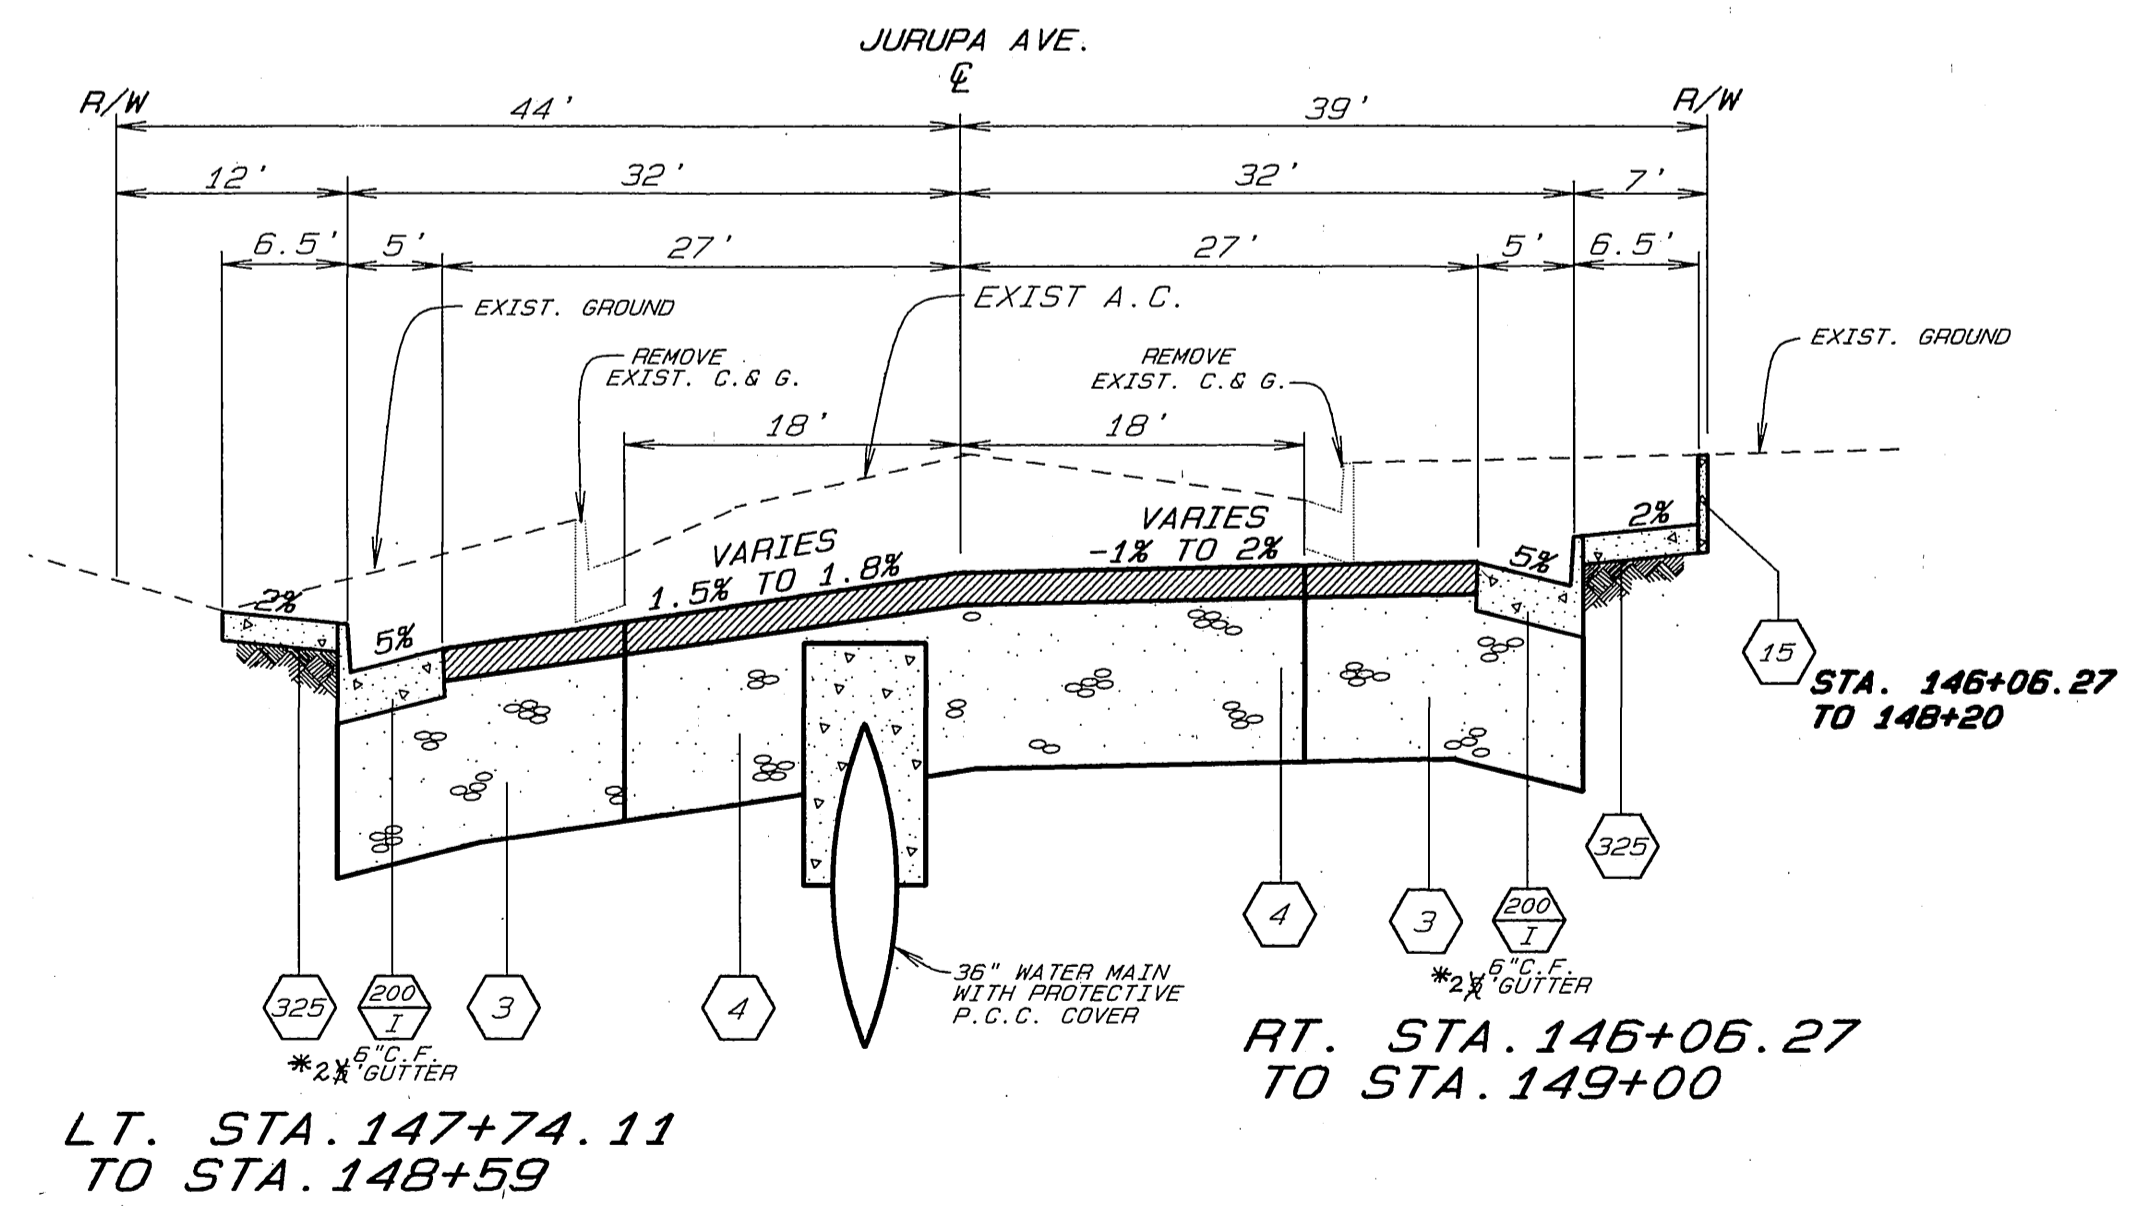 JURUPA AVE.
℄
R/W
44'
39'
R/W
12'
32'
32'
7'
6.5'
5'
27'
27'
5'
6.5'
EXIST. GROUND
EXIST A.C.
EXIST. GROUND
REMOVE
EXIST. C.& G.
REMOVE
EXIST. C.& G.
18'
18'
VARIES
1.5% TO 1.8%
VARIES
-1% TO 2%
2%
5%
5%
2%
15
STA. 146+06.27
TO 148+20
325
200
I
3
4
4
3
200
I
325
36" WATER MAIN
WITH PROTECTIVE
P.C.C. COVER
6"C.F.
*2' GUTTER
6"C.F.
*2' GUTTER
RT. STA.146+06.27
TO STA.149+00
LT. STA.147+74.11
TO STA.148+59